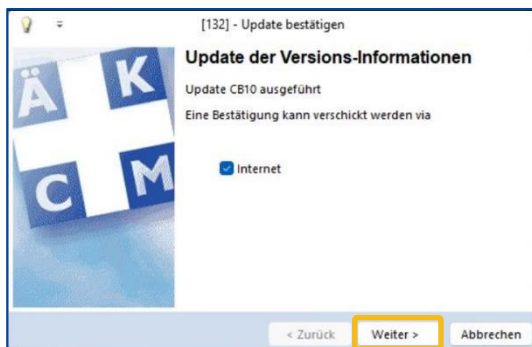 [132] - Update bestätigen
Update der Versions-Informationen
Update CB10 ausgeführt
Eine Bestätigung kann verschickt werden via
Internet
Ä K
C M
< Zurück Weiter > Abbrechen